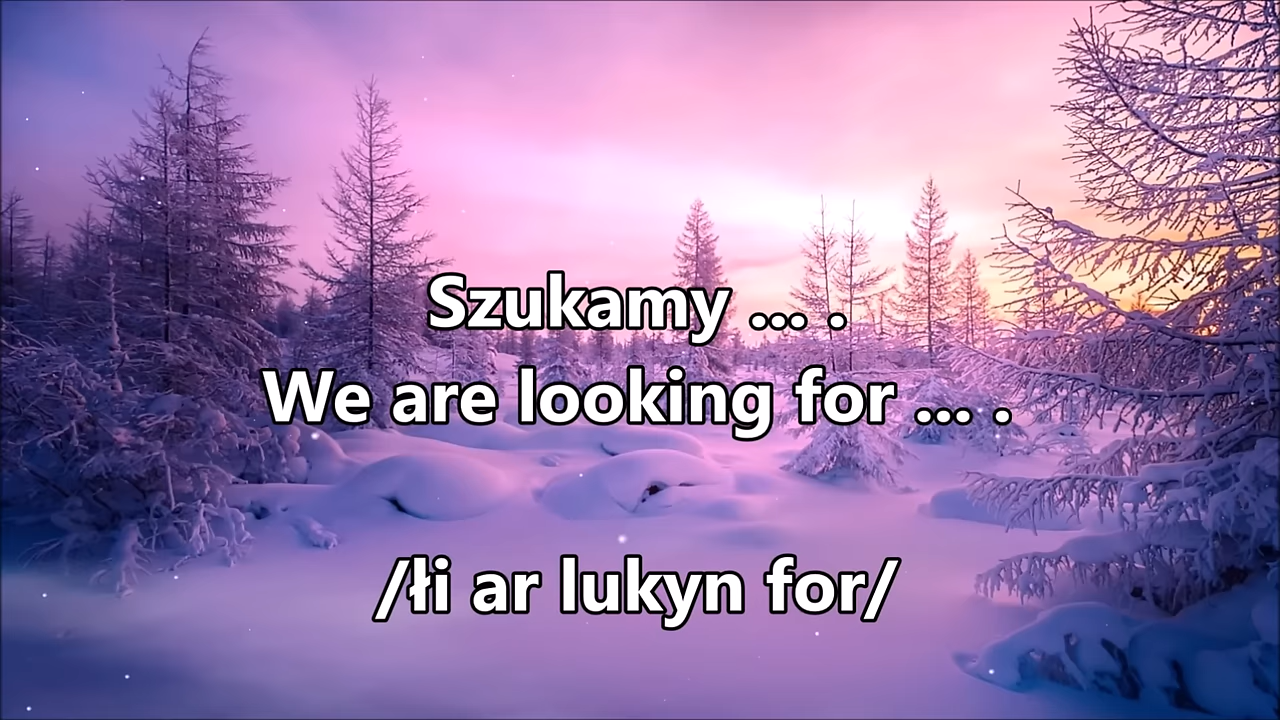 Szukamy ... .
We are looking for ... .
/łi ar lukyn for/